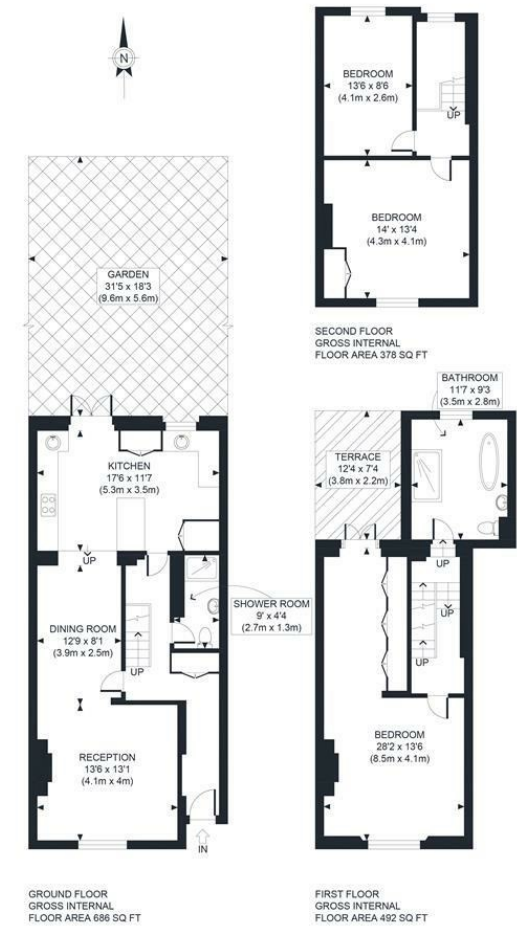 N
GARDEN
31'5 x 18'3
(9.6m x 5.6m)
KITCHEN
17'6 x 11'7
(5.3m x 3.5m)
UP
DINING ROOM
12'9 x 8'1
(3.9m x 2.5m)
UP
SHOWER ROOM
9' x 4'4
(2.7m x 1.3m)
RECEPTION
13'6 x 13'1
(4.1m x 4m)
IN
GROUND FLOOR
GROSS INTERNAL
FLOOR AREA 686 SQ FT
BEDROOM
13'6 x 8'6
(4.1m x 2.6m)
UP
BEDROOM
14' x 13'4
(4.3m x 4.1m)
SECOND FLOOR
GROSS INTERNAL
FLOOR AREA 378 SQ FT
BATHROOM
11'7 x 9'3
(3.5m x 2.8m)
TERRACE
12'4 x 7'4
(3.8m x 2.2m)
UP
UP
UP
BEDROOM
28'2 x 13'6
(8.5m x 4.1m)
FIRST FLOOR
GROSS INTERNAL
FLOOR AREA 492 SQ FT